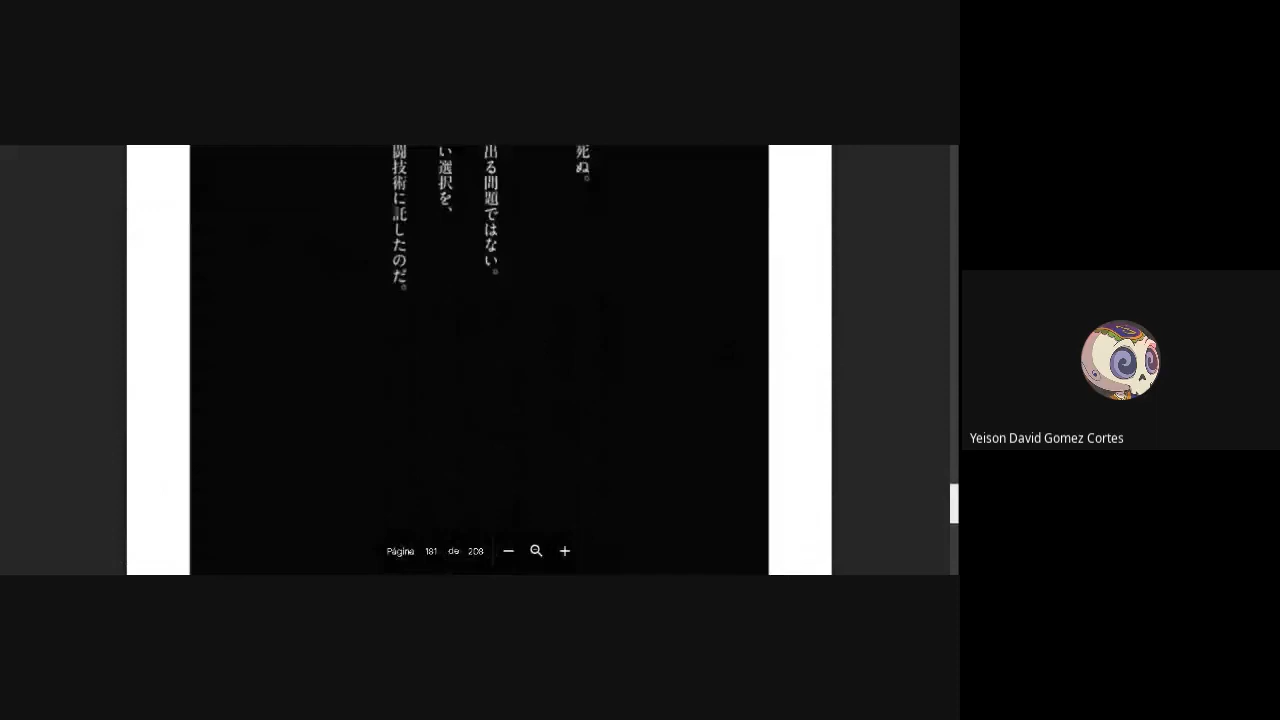 死ぬ。
出る問題ではない。
い選択を、
闘技術に託したのだ。
Página 181 de 208
Yeison David Gomez Cortes